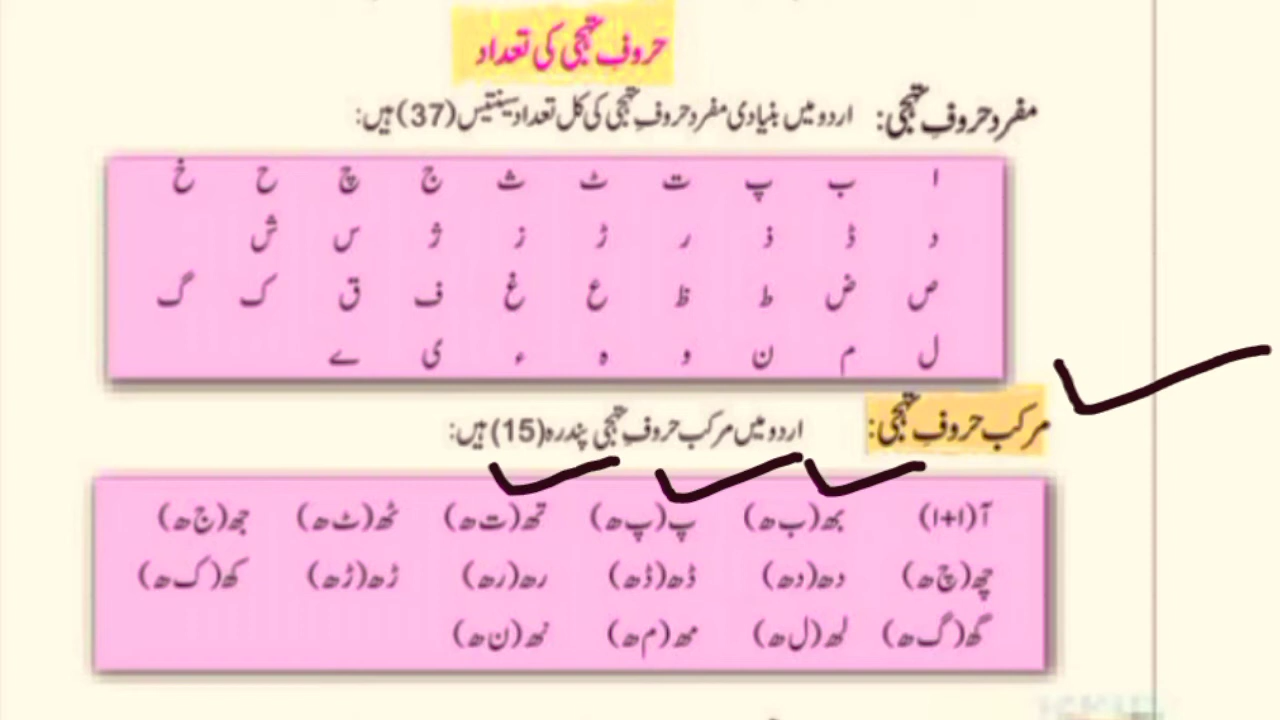 حروفِ تہجی کی تعداد
مفرد حروفِ تہجی: اردو میں بنیادی مفرد حروفِ تہجی کی کل تعداد سینتیس (37) ہیں:
ا ب پ ت ٹ ث ج چ ح خ
د ڈ ذ ر ڑ ز ژ س ش
ص ض ط ظ ع غ ف ق ک گ
ل م ن و ہ ء ی ے
مرکب حروفِ تہجی: اردو میں مرکب حروفِ تہجی پندرہ (15) ہیں:
آ (ا+ا) بھ (ب ھ) پ (پ ھ) تھ (ت ھ) ٹھ (ٹ ھ) جھ (ج ھ)
چھ (چ ھ) دھ (د ھ) ڈھ (ڈ ھ) رھ (ر ھ) ڑھ (ڑ ھ) کھ (ک ھ)
گھ (گ ھ) لھ (ل ھ) مھ (م ھ) نھ (ن ھ)